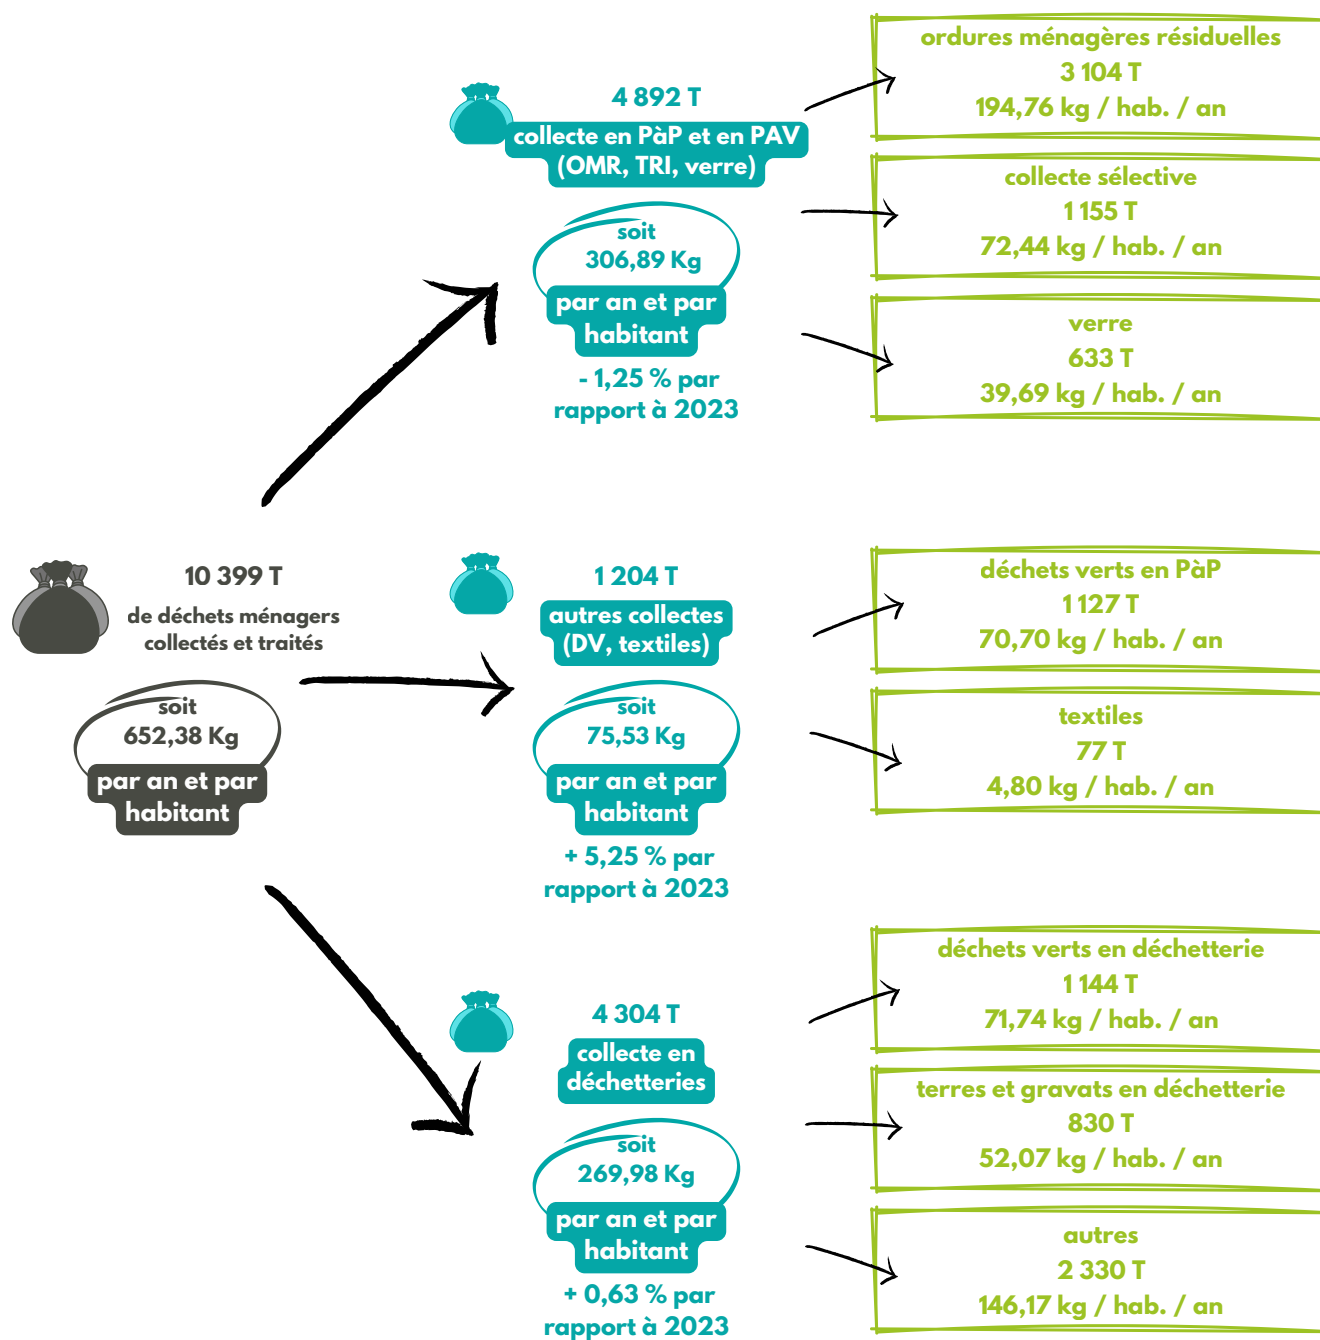 10 399 T
de déchets ménagers
collectés et traités
soit
652,38 Kg
par an et par
habitant
4 892 T
collecte en PàP et en PAV
(OMR, TRI, verre)
soit
306,89 Kg
par an et par
habitant
- 1,25 % par
rapport à 2023
ordures ménagères résiduelles
3 104 T
194,76 kg / hab. / an
collecte sélective
1 155 T
72,44 kg / hab. / an
verre
633 T
39,69 kg / hab. / an
1 204 T
autres collectes
(DV, textiles)
soit
75,53 Kg
par an et par
habitant
+ 5,25 % par
rapport à 2023
déchets verts en PàP
1 127 T
70,70 kg / hab. / an
textiles
77 T
4,80 kg / hab. / an
4 304 T
collecte en
déchetteries
soit
269,98 Kg
par an et par
habitant
+ 0,63 % par
rapport à 2023
déchets verts en déchetterie
1 144 T
71,74 kg / hab. / an
terres et gravats en déchetterie
830 T
52,07 kg / hab. / an
autres
2 330 T
146,17 kg / hab. / an